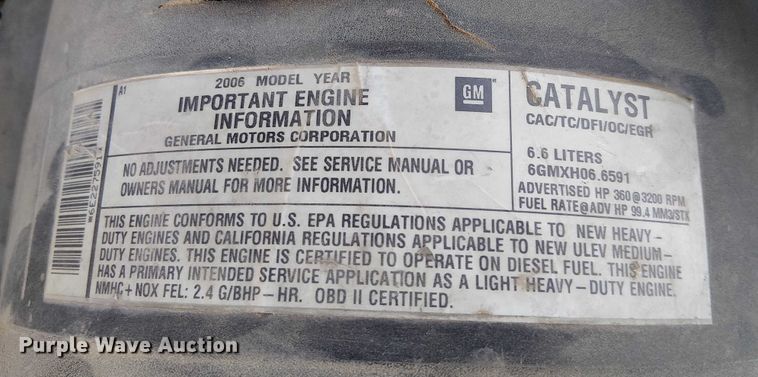 A1
2006 MODEL YEAR
IMPORTANT ENGINE
INFORMATION
GENERAL MOTORS CORPORATION
GM
CATALYST
CAC/TC/DFI/OC/EGR
NO ADJUSTMENTS NEEDED. SEE SERVICE MANUAL OR
OWNERS MANUAL FOR MORE INFORMATION.
6.6 LITERS
6GMXH06.6591
ADVERTISED HP 360@3200 RPM
FUEL RATE@ADV HP 99.4 MM3/STK
THIS ENGINE CONFORMS TO U.S. EPA REGULATIONS APPLICABLE TO NEW HEAVY-
DUTY ENGINES AND CALIFORNIA REGULATIONS APPLICABLE TO NEW ULEV MEDIUM-
DUTY ENGINES. THIS ENGINE IS CERTIFIED TO OPERATE ON DIESEL FUEL. THIS ENGINE
HAS A PRIMARY INTENDED SERVICE APPLICATION AS A LIGHT HEAVY-DUTY ENGINE.
NMHC+NOX FEL: 2.4 G/BHP-HR. OBD II CERTIFIED.
Purple Wave Auction